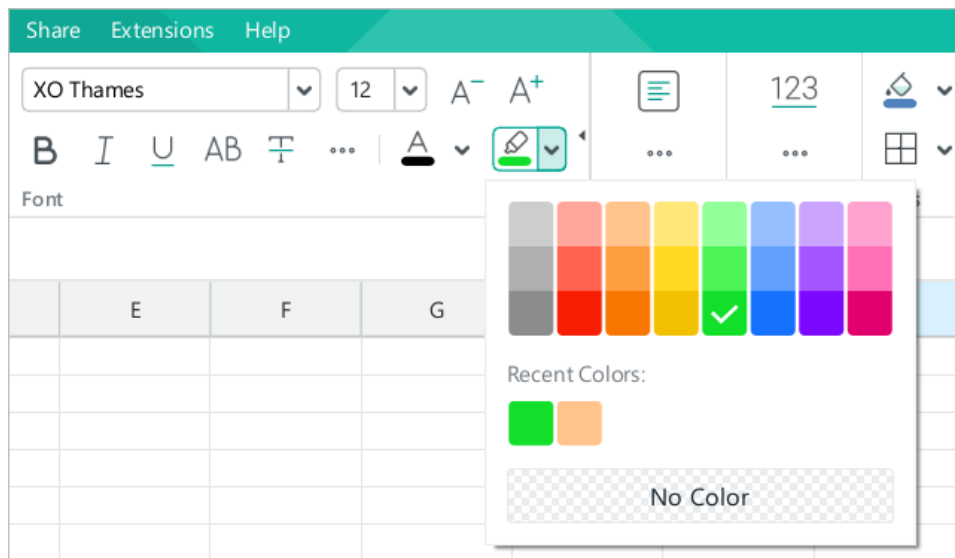 Share Extensions Help
XO Thames 12 A− A+ 123
B I U AB T A
Font
E F G
Recent Colors:
No Color